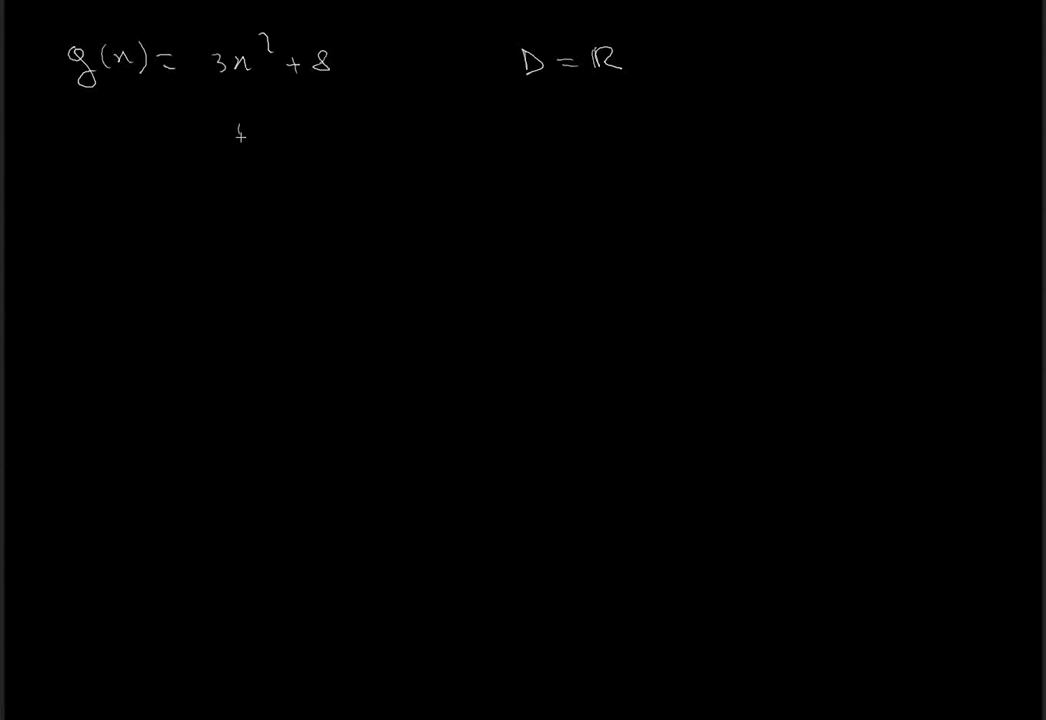 g(x) = 3x² + 8 D = ℝ
+